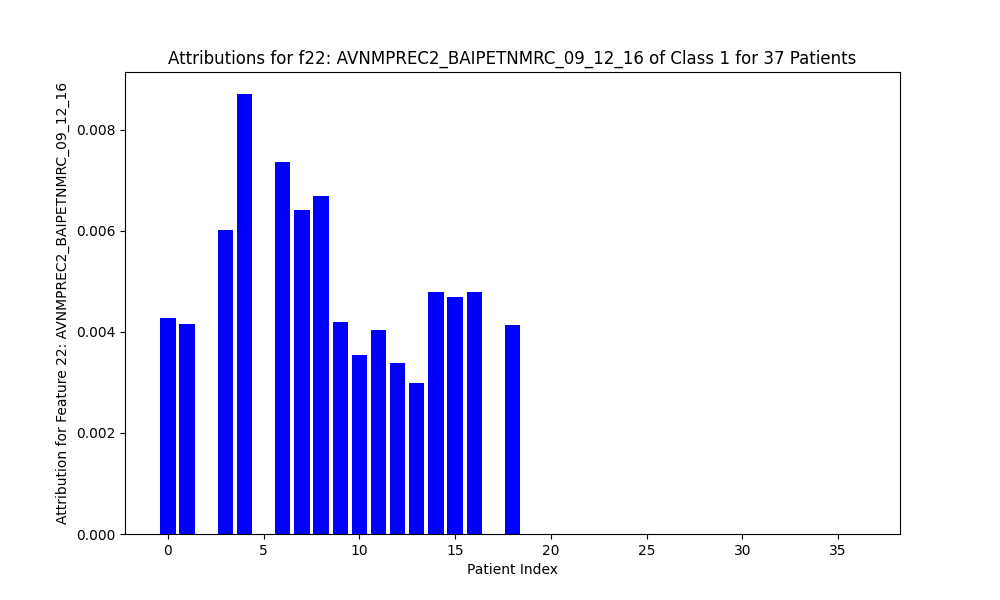 Attributions for f22: AVNMPREC2_BAIPETNMRC_09_12_16 of Class 1 for 37 Patients
Attribution for Feature 22: AVNMPREC2_BAIPETNMRC_09_12_16
0.008
0.006
0.004
0.002
0.000
0 5 10 15 20 25 30 35
Patient Index